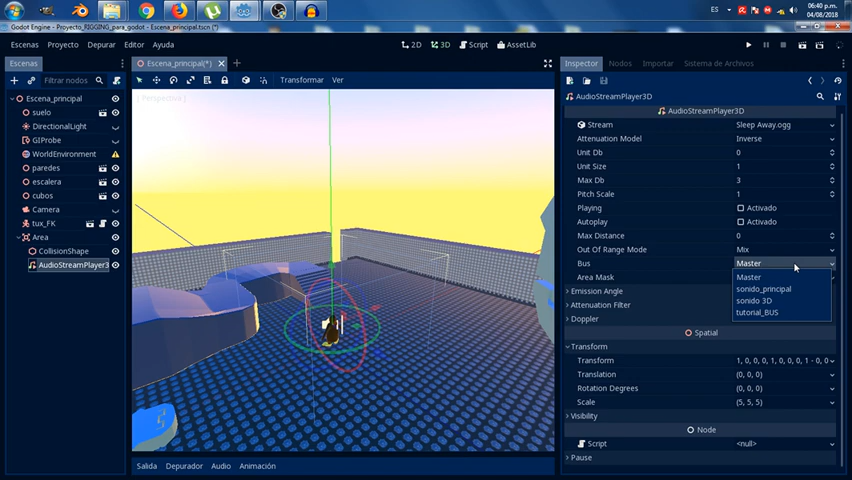 ES
06:40 p.m.
04/08/2018
Godot Engine - Proyecto_RIGGING_para_godot - Escena_principal.tscn (*)
Escenas Proyecto Depurar Editor Ayuda
2D 3D Script AssetLib
Escenas
Filtrar nodos
Escena_principal
suelo
DirectionalLight
GIProbe
WorldEnvironment
paredes
escalera
cubos
Camera
tux_FK
Area
CollisionShape
AudioStreamPlayer3
Escena_principal(*)
Transformar Ver
[ Perspectiva ]
Salida Depurador Audio Animación
Inspector Nodos Importar Sistema de Archivos
AudioStreamPlayer3D
AudioStreamPlayer3D
Stream Sleep Away.ogg
Attenuation Model Inverse
Unit Db 0
Unit Size 1
Max Db 3
Pitch Scale 1
Playing Activado
Autoplay Activado
Max Distance 0
Out Of Range Mode Mix
Bus Master
Area Mask
Master
sonido_principal
sonido 3D
tutorial_BUS
Emission Angle
Attenuation Filter
Doppler
Spatial
Transform
Transform 1, 0, 0, 0, 1, 0, 0, 0, 1 - 0, 0
Translation (0, 0, 0)
Rotation Degrees (0, 0, 0)
Scale (5, 5, 5)
Visibility
Node
Script <null>
Pause